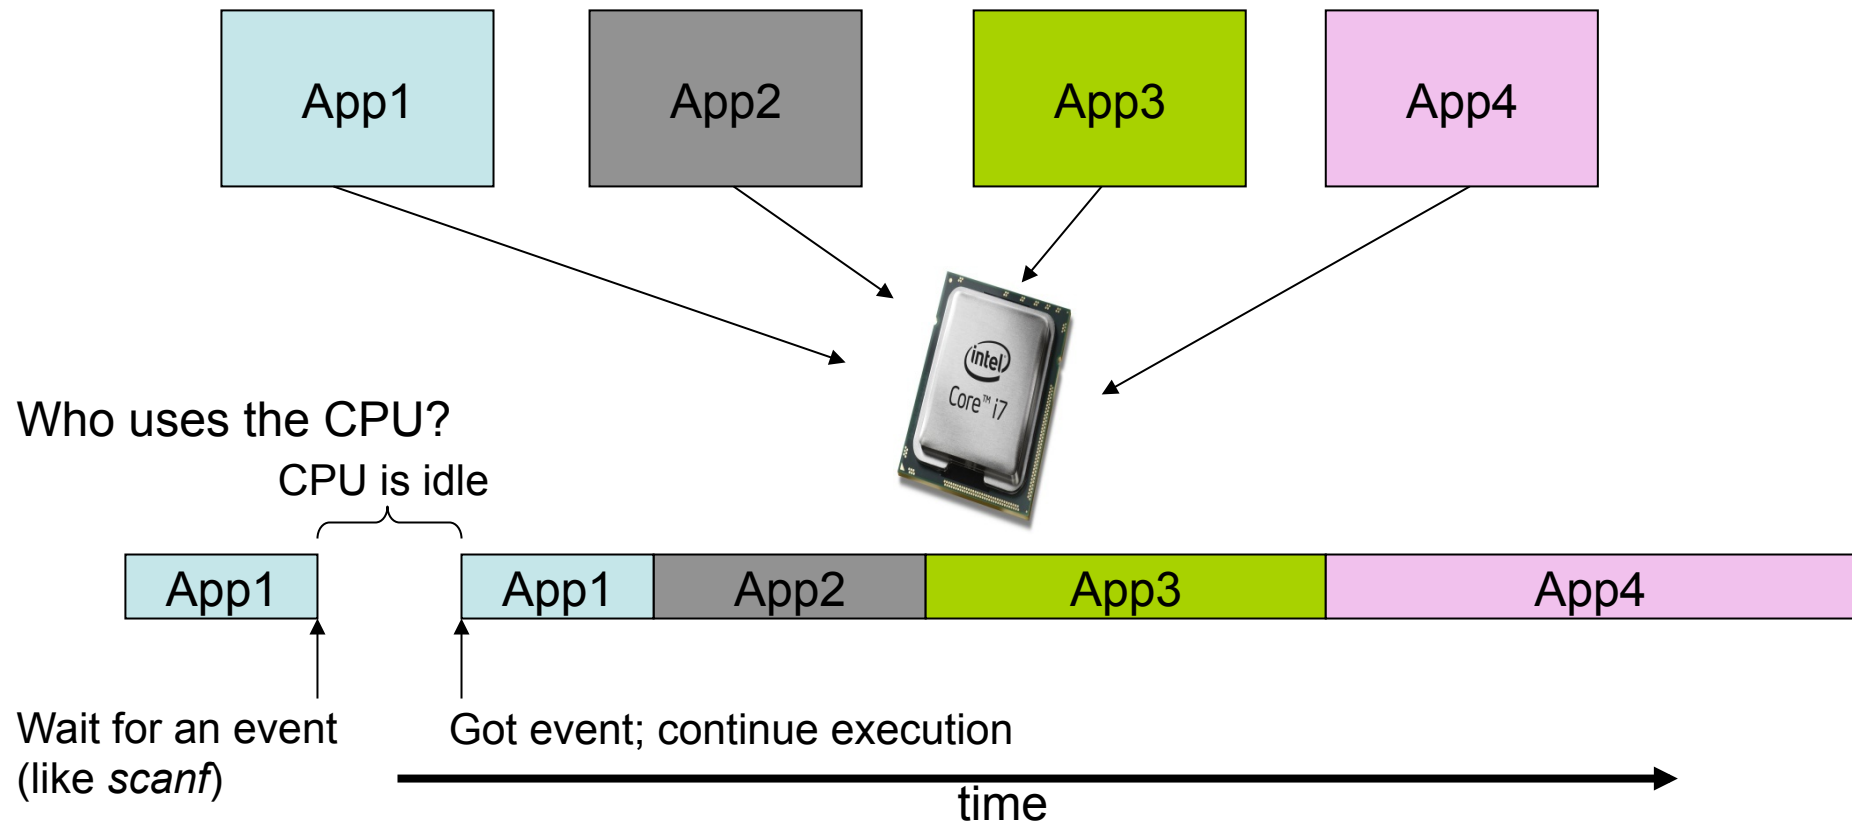 App1
App2
App3
App4
intel
Core™ i7
Who uses the CPU?
CPU is idle
App1
App1
App2
App3
App4
Wait for an event
(like scanf)
Got event; continue execution
time